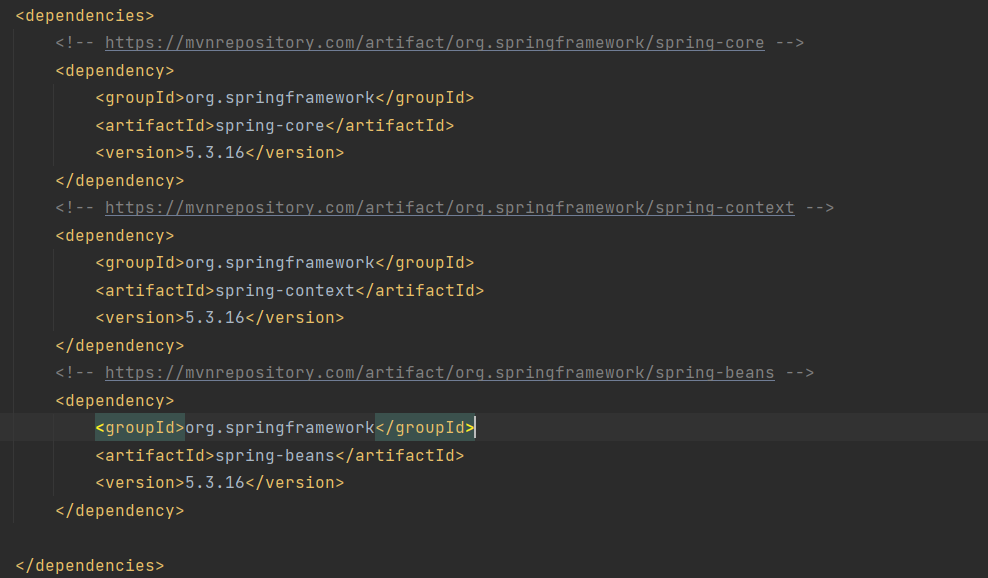 <dependencies>
<!-- https://mvnrepository.com/artifact/org.springframework/spring-core -->
<dependency>
<groupId>org.springframework</groupId>
<artifactId>spring-core</artifactId>
<version>5.3.16</version>
</dependency>
<!-- https://mvnrepository.com/artifact/org.springframework/spring-context -->
<dependency>
<groupId>org.springframework</groupId>
<artifactId>spring-context</artifactId>
<version>5.3.16</version>
</dependency>
<!-- https://mvnrepository.com/artifact/org.springframework/spring-beans -->
<dependency>
<groupId>org.springframework</groupId>
<artifactId>spring-beans</artifactId>
<version>5.3.16</version>
</dependency>
</dependencies>